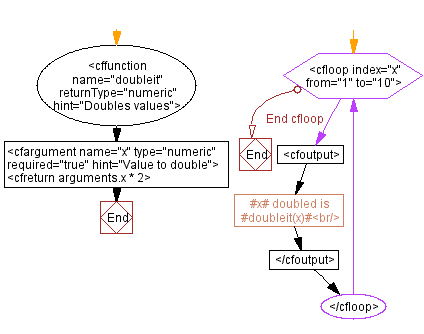 <cffunction
name="doubleit"
returnType="numeric"
hint="Doubles values">
<cfargument name="x" type="numeric"
required="true" hint="Value to double">
<cfreturn arguments.x * 2>
End
<cfloop index="x"
from="1" to="10">
End cfloop
End
<cfoutput>
#x# doubled is
#doubleit(x)#<br/>
</cfoutput>
</cfloop>